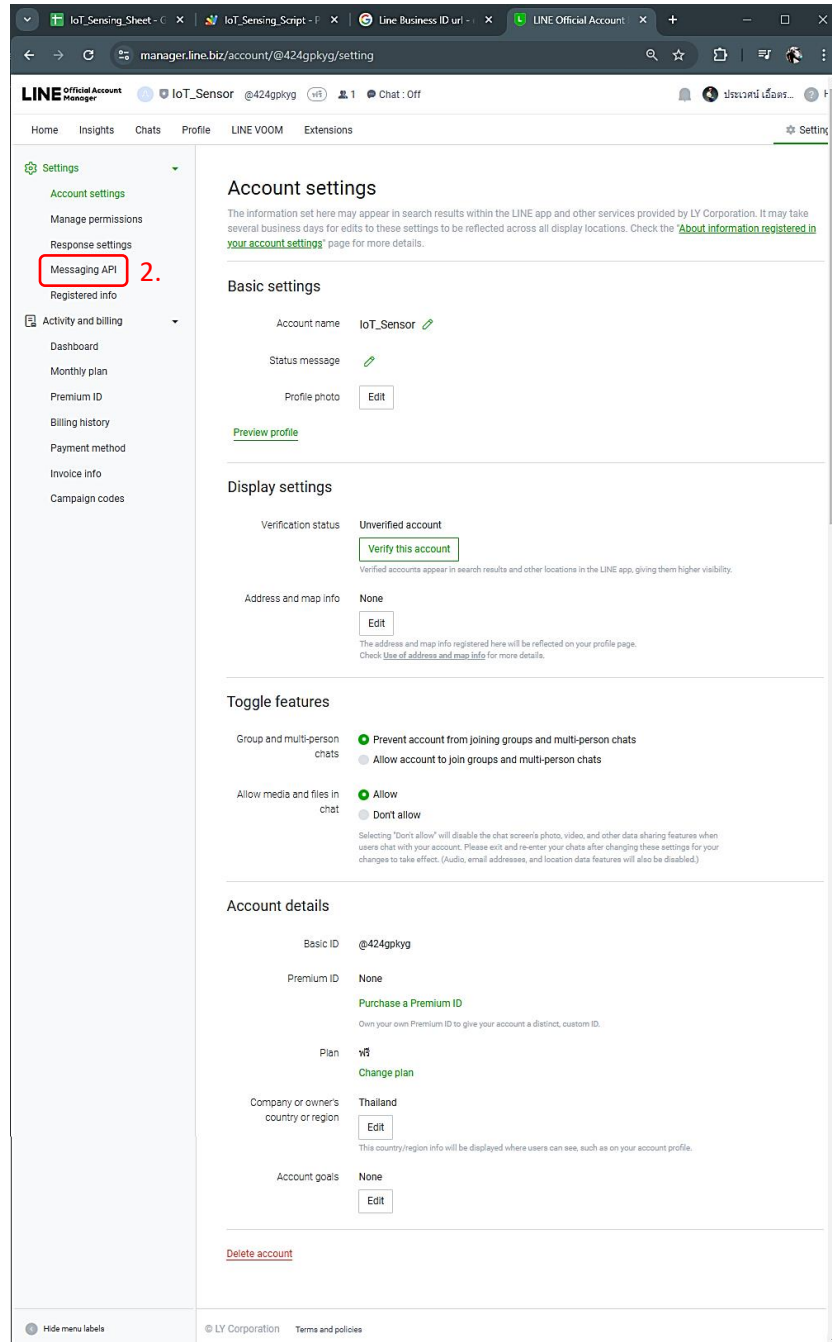 IoT_Sensing_Sheet - G
IoT_Sensing_Script - P
Line Business ID url -
LINE Official Account
manager.line.biz/account/@424gpkyg/setting
LINE Official Account Manager
IoT_Sensor @424gpkyg ฟรี 1 Chat : Off
ประเวศน์ เอื้อตร...
Home Insights Chats Profile LINE VOOM Extensions
Setting
Settings
Account settings
Manage permissions
Response settings
Messaging API 2.
Registered info
Activity and billing
Dashboard
Monthly plan
Premium ID
Billing history
Payment method
Invoice info
Campaign codes
Hide menu labels
Account settings
The information set here may appear in search results within the LINE app and other services provided by LY Corporation. It may take
several business days for edits to these settings to be reflected across all display locations. Check the "About information registered in
your account settings" page for more details.
Basic settings
Account name IoT_Sensor
Status message
Profile photo Edit
Preview profile
Display settings
Verification status Unverified account
Verify this account
Verified accounts appear in search results and other locations in the LINE app, giving them higher visibility.
Address and map info None
Edit
The address and map info registered here will be reflected on your profile page.
Check Use of address and map info for more details.
Toggle features
Group and multi-person chats
Prevent account from joining groups and multi-person chats
Allow account to join groups and multi-person chats
Allow media and files in chat
Allow
Don't allow
Selecting "Don't allow" will disable the chat screen's photo, video, and other data sharing features when
users chat with your account. Please exit and re-enter your chats after changing these settings for your
changes to take effect. (Audio, email addresses, and location data features will also be disabled.)
Account details
Basic ID @424gpkyg
Premium ID None
Purchase a Premium ID
Own your own Premium ID to give your account a distinct, custom ID.
Plan ฟรี
Change plan
Company or owner's country or region
Thailand
Edit
This country/region info will be displayed where users can see, such as on your account profile.
Account goals None
Edit
Delete account
© LY Corporation Terms and policies